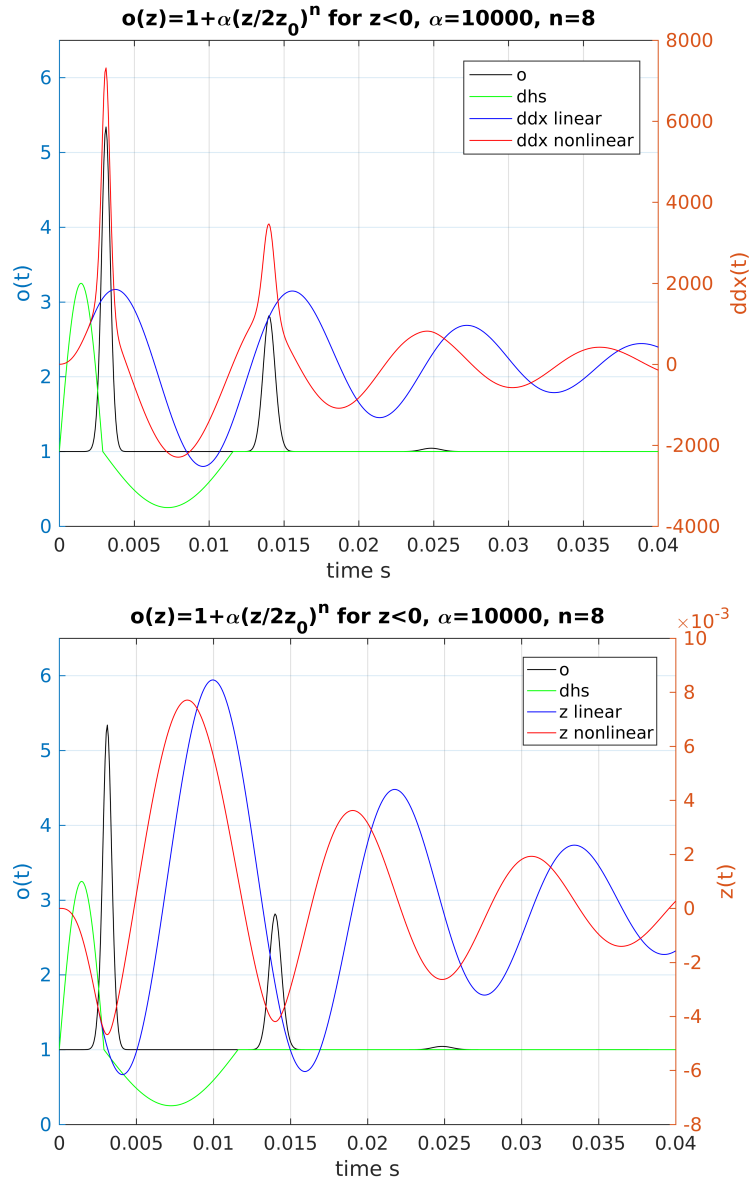 o(z)=1+α(z/2z₀)ⁿ for z<0, α=10000, n=8
o
dhs
ddx linear
ddx nonlinear
6
5
4
3
2
1
0
o(t)
8000
6000
4000
2000
0
-2000
-4000
ddx(t)
0 0.005 0.01 0.015 0.02 0.025 0.03 0.035 0.04
time s
o(z)=1+α(z/2z₀)ⁿ for z<0, α=10000, n=8
×10⁻³
o
dhs
z linear
z nonlinear
6
5
4
3
2
1
0
o(t)
10
8
6
4
2
0
-2
-4
-6
-8
z(t)
0 0.005 0.01 0.015 0.02 0.025 0.03 0.035 0.04
time s